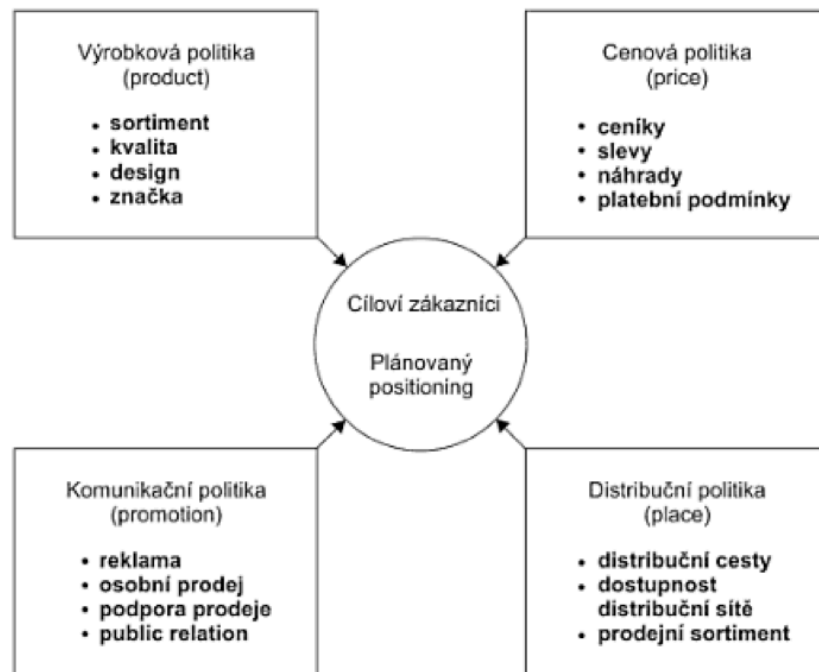 Výrobková politika
(product)
• sortiment
• kvalita
• design
• značka
Cenová politika
(price)
• ceníky
• slevy
• náhrady
• platební podmínky
Cíloví zákazníci
Plánovaný
positioning
Komunikační politika
(promotion)
• reklama
• osobní prodej
• podpora prodeje
• public relation
Distribuční politika
(place)
• distribuční cesty
• dostupnost
distribuční sítě
• prodejní sortiment